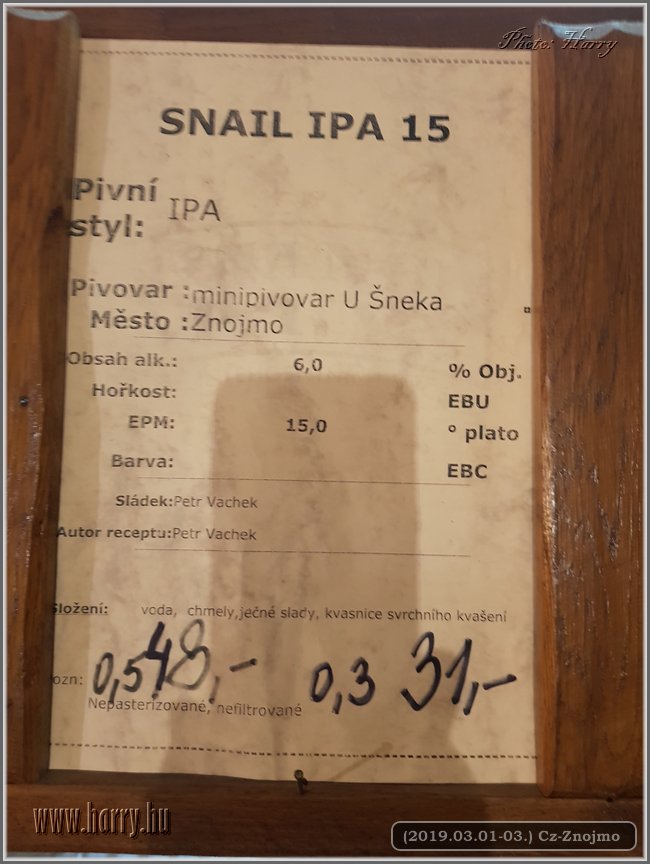 Photo: Harry
SNAIL IPA 15
Pivní styl: IPA
Pivovar :minipivovar U Šneka
Město :Znojmo
Obsah alk.: 6,0 % Obj.
Hořkost: EBU
EPM: 15,0 ° plato
Barva: EBC
Sládek:Petr Vachek
Autor receptu:Petr Vachek
Složení: voda, chmely,ječné slady, kvasnice svrchního kvašení
ozn:
0,5 48,- 0,3 31,-
Nepasterizované, nefiltrované
www.harry.hu
(2019.03.01-03.) Cz-Znojmo